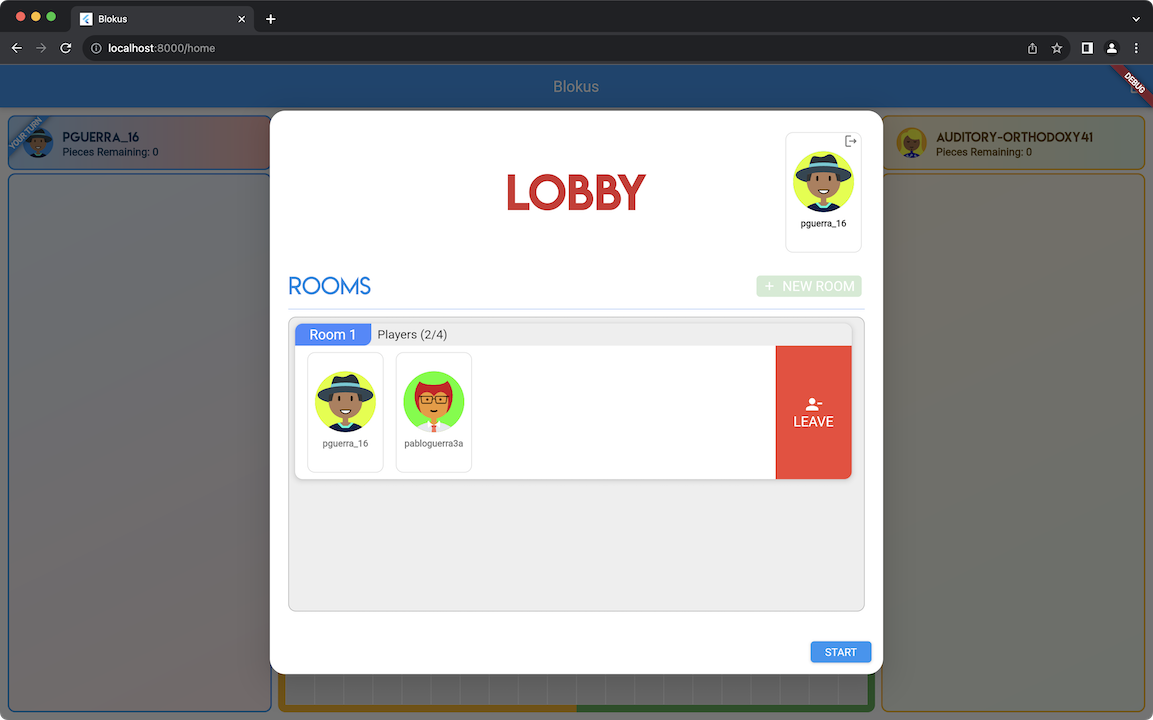 Blokus
localhost:8000/home
Blokus
DEBUG
YOUR TURN
PGUERRA_16
Pieces Remaining: 0
AUDITORY-ORTHODOXY41
Pieces Remaining: 0
LOBBY
pguerra_16
ROOMS
+ NEW ROOM
Room 1
Players (2/4)
pguerra_16
pabloguerra3a
LEAVE
START